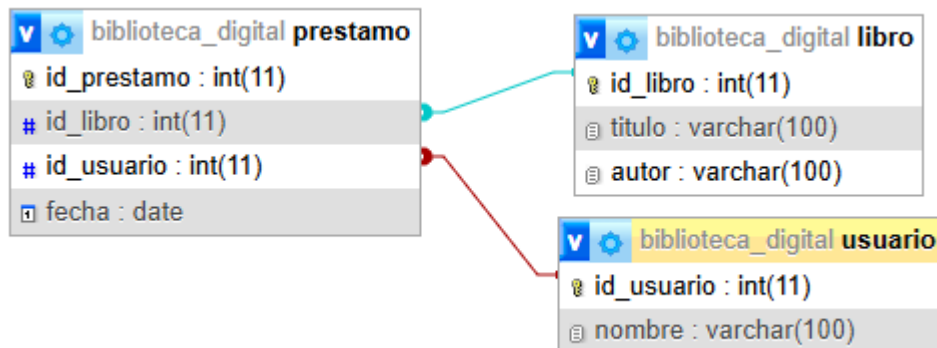 v biblioteca_digital prestamo
id_prestamo : int(11)
# id_libro : int(11)
# id_usuario : int(11)
fecha : date
v biblioteca_digital libro
id_libro : int(11)
titulo : varchar(100)
autor : varchar(100)
v biblioteca_digital usuario
id_usuario : int(11)
nombre : varchar(100)